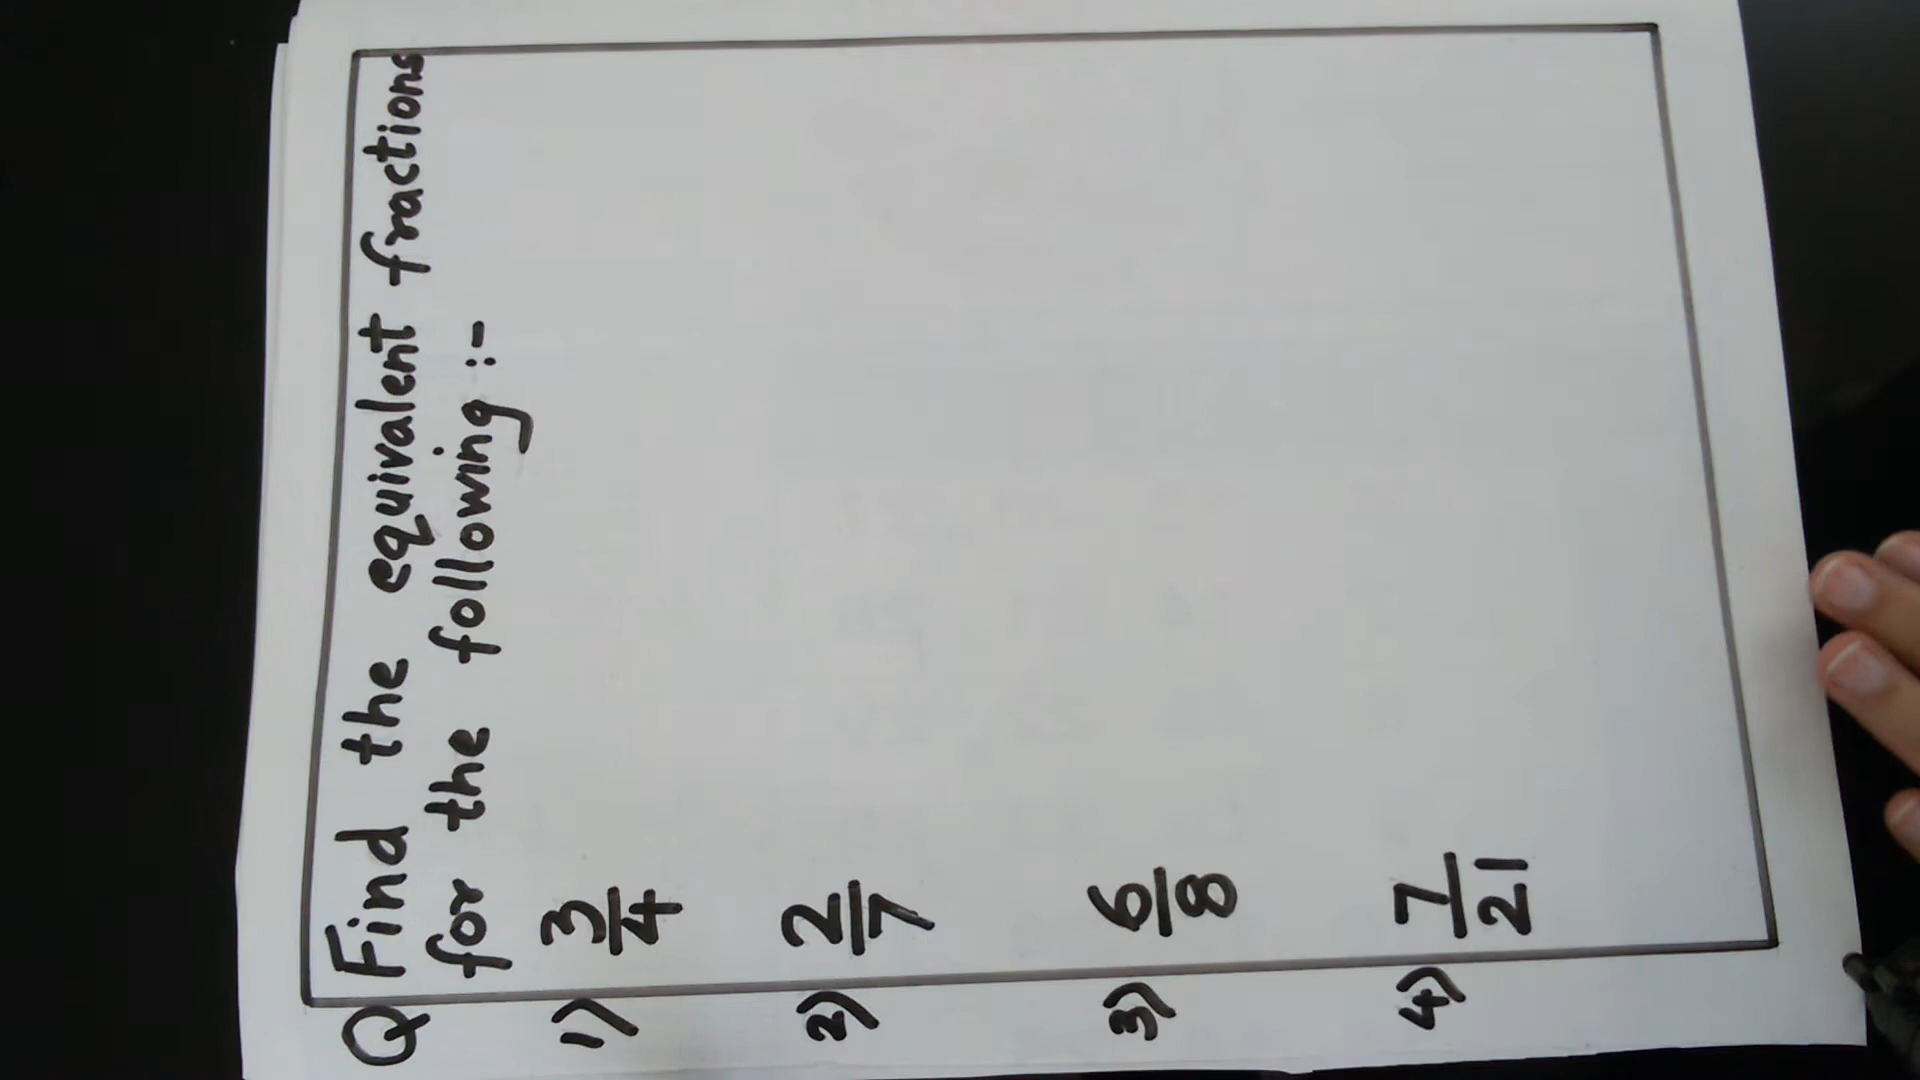 Q Find the equivalent fractions
for the following :-
1) 3/4
2) 2/7
3) 6/8
4) 7/21